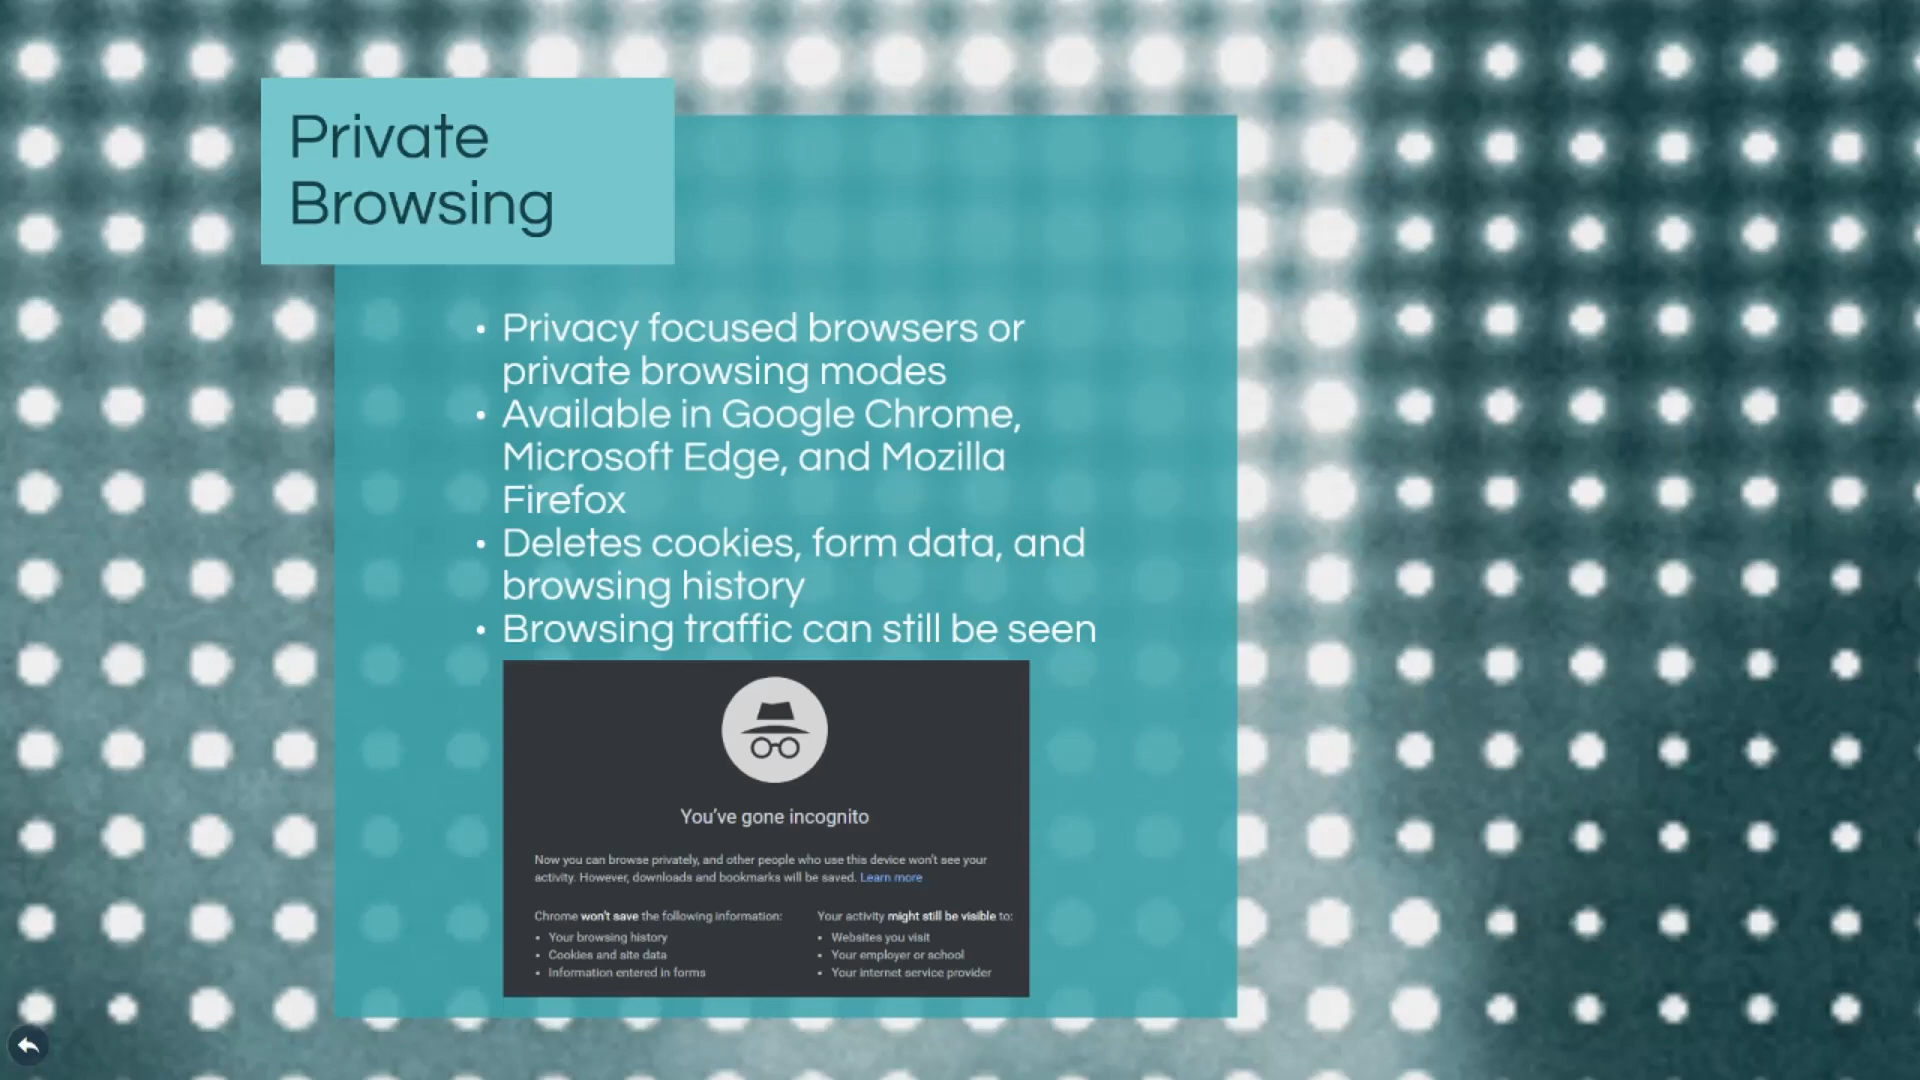 Private
Browsing
• Privacy focused browsers or
private browsing modes
• Available in Google Chrome,
Microsoft Edge, and Mozilla
Firefox
• Deletes cookies, form data, and
browsing history
• Browsing traffic can still be seen
You've gone incognito
Now you can browse privately, and other people who use this device won't see your
activity. However, downloads and bookmarks will be saved. Learn more
Chrome won't save the following information:
• Your browsing history
• Cookies and site data
• Information entered in forms
Your activity might still be visible to:
• Websites you visit
• Your employer or school
• Your internet service provider